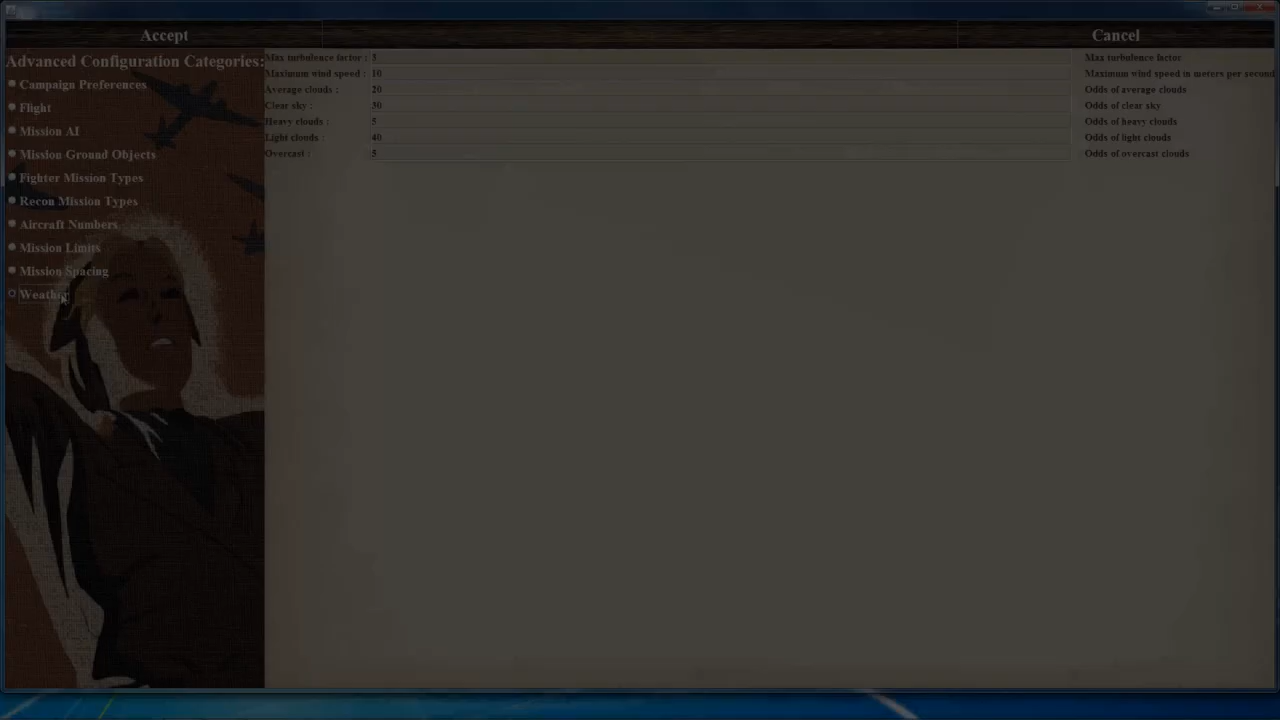 Accept
Cancel
Advanced Configuration Categories:
Campaign Preferences
Flight
Mission AI
Mission Ground Objects
Fighter Mission Types
Recon Mission Types
Aircraft Numbers
Mission Limits
Mission Spacing
Weather
Max turbulence factor : 3 Max turbulence factor
Maximum wind speed : 10 Maximum wind speed in meters per second
Average clouds : 20 Odds of average clouds
Clear sky : 30 Odds of clear sky
Heavy clouds : 5 Odds of heavy clouds
Light clouds : 40 Odds of light clouds
Overcast : 5 Odds of overcast clouds